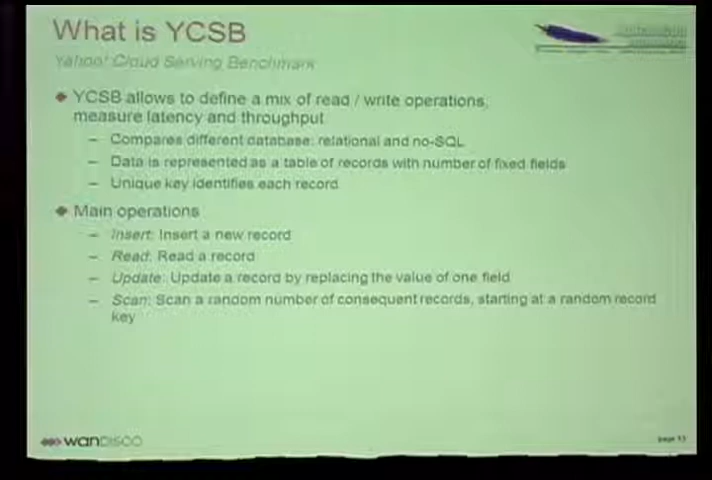 What is YCSB
Yahoo! Cloud Serving Benchmark
YCSB allows to define a mix of read / write operations,
measure latency and throughput
– Compares different database: relational and no-SQL
– Data is represented as a table of records with number of fixed fields
– Unique key identifies each record
Main operations
– Insert: Insert a new record
– Read: Read a record
– Update: Update a record by replacing the value of one field
– Scan: Scan a random number of consequent records, starting at a random record
key
WANDISCO
page 13